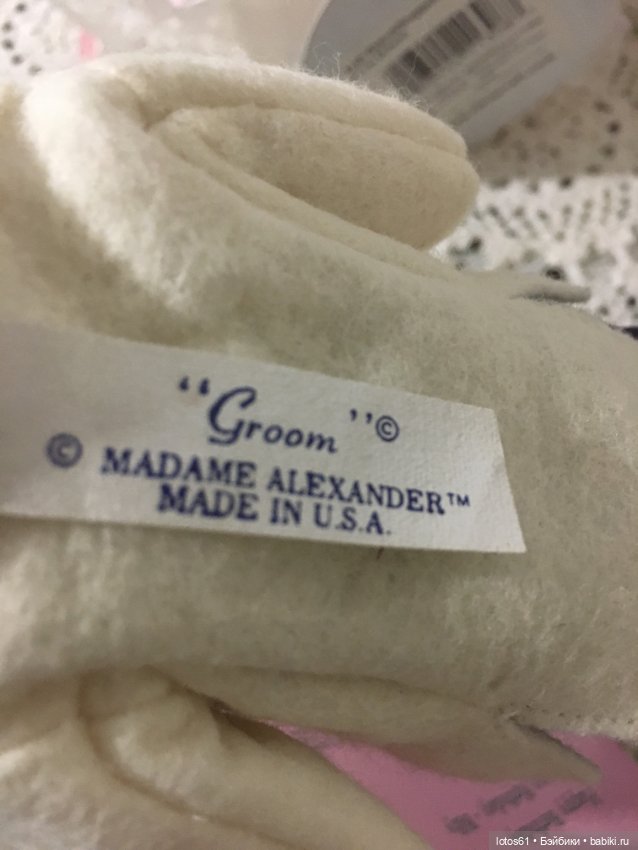 “Groom”©
© MADAME ALEXANDER™
MADE IN U.S.A.
lotos61 • Бэйбики • babiki.ru